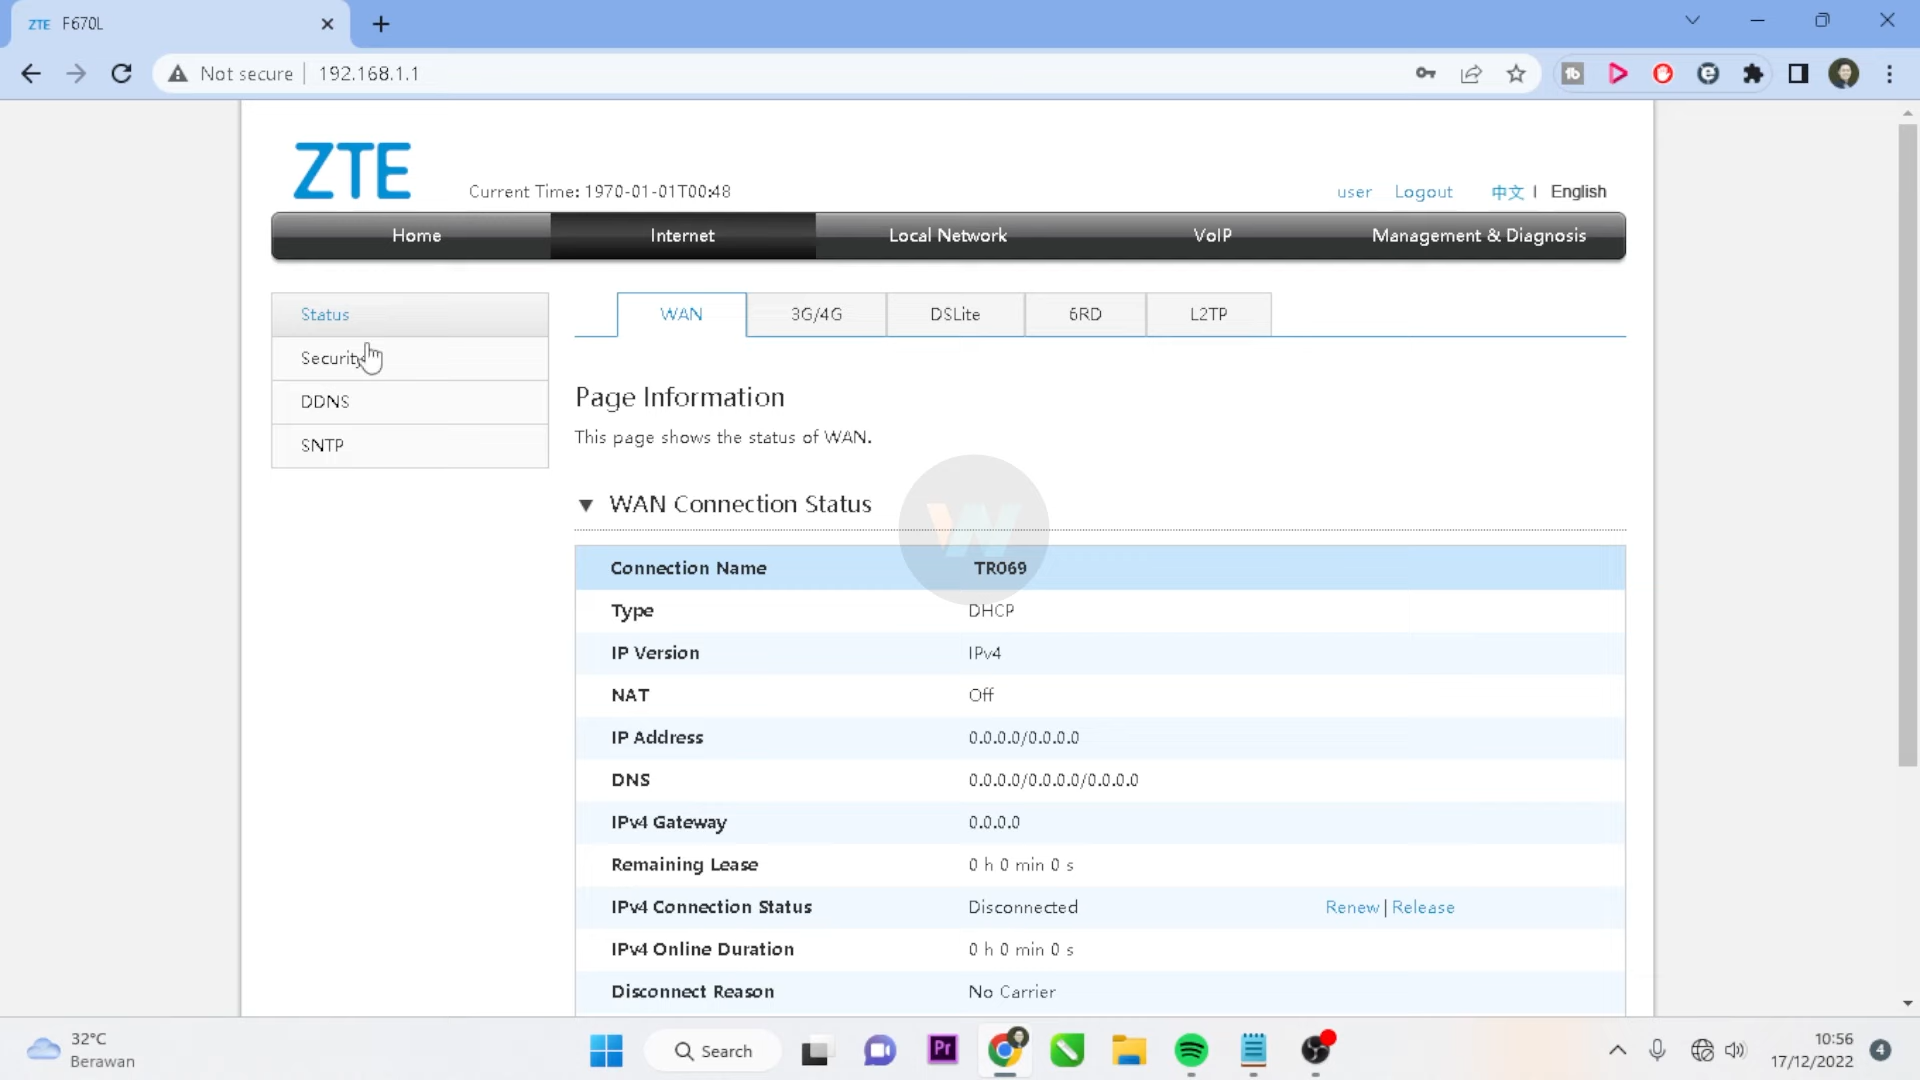 ZTE F670L
Not secure 192.168.1.1
ZTE
Current Time: 1970-01-01T00:48
user Logout 中文 | English
Home Internet Local Network VoIP Management & Diagnosis
Status
Security
DDNS
SNTP
WAN 3G/4G DSLite 6RD L2TP
Page Information
This page shows the status of WAN.
WAN Connection Status
Connection Name TR069
Type DHCP
IP Version IPv4
NAT Off
IP Address 0.0.0.0/0.0.0.0
DNS 0.0.0.0/0.0.0.0/0.0.0.0
IPv4 Gateway 0.0.0.0
Remaining Lease 0 h 0 min 0 s
IPv4 Connection Status Disconnected Renew | Release
IPv4 Online Duration 0 h 0 min 0 s
Disconnect Reason No Carrier
32°C
Berawan
Search
Pr
10:56
17/12/2022
4